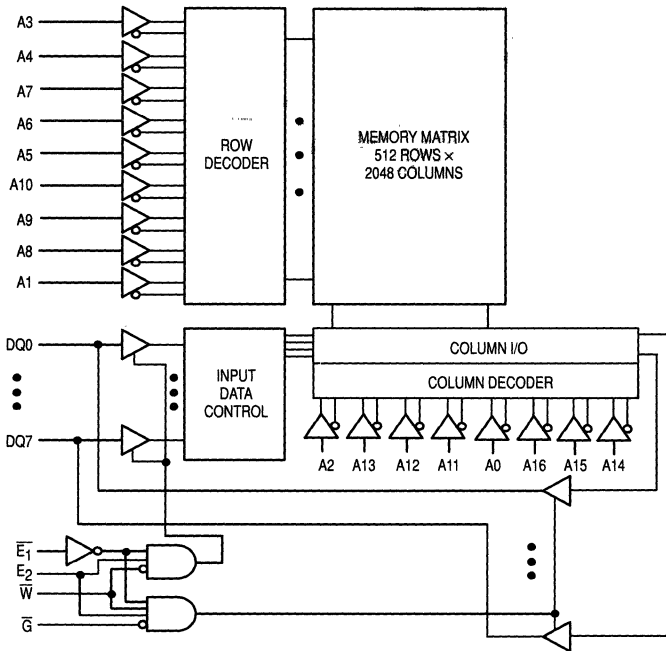 A3
A4
A7
A6
A5
A10
A9
A8
A1
ROW
DECODER
MEMORY MATRIX
512 ROWS ×
2048 COLUMNS
DQ0
DQ7
INPUT
DATA
CONTROL
COLUMN I/O
COLUMN DECODER
A2 A13 A12 A11 A0 A16 A15 A14
E̅₁
E₂
W̅
G̅